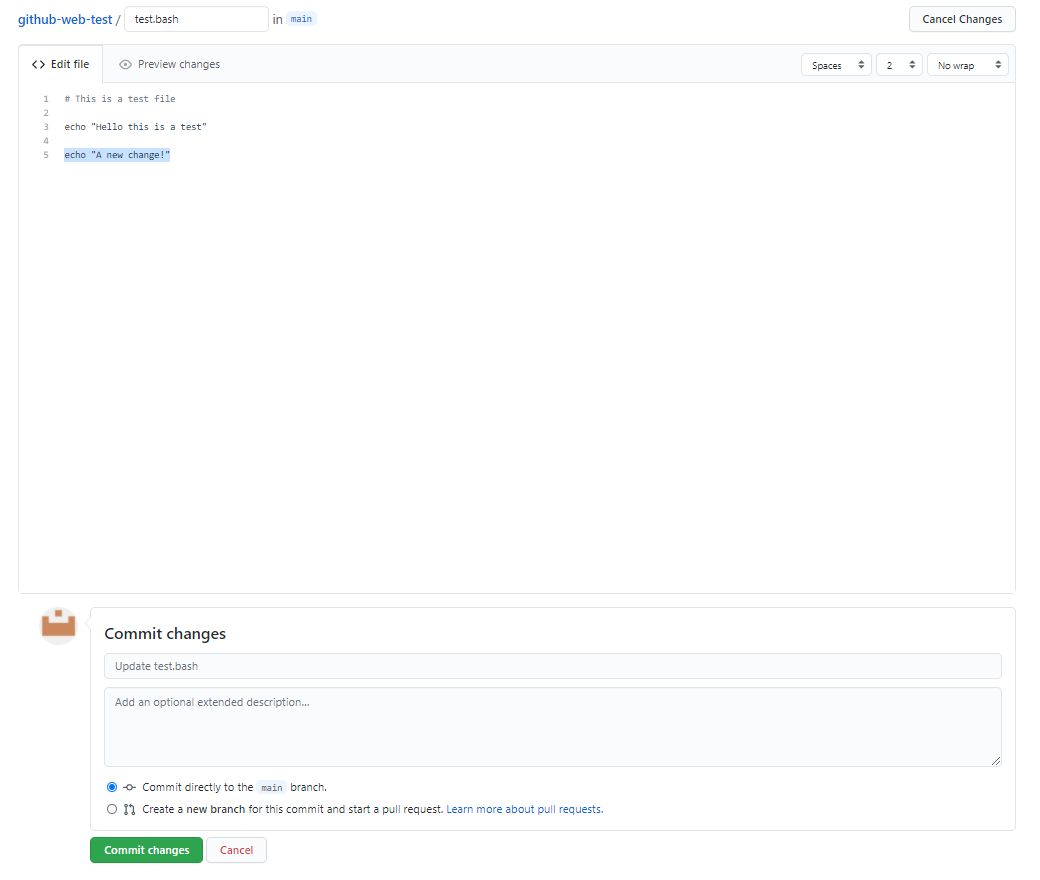 github-web-test / test.bash in main Cancel Changes
Edit file Preview changes Spaces 2 No wrap
1 # This is a test file
2
3 echo "Hello this is a test"
4
5 echo "A new change!"
Commit changes
Update test.bash
Add an optional extended description...
Commit directly to the main branch.
Create a new branch for this commit and start a pull request. Learn more about pull requests.
Commit changes Cancel